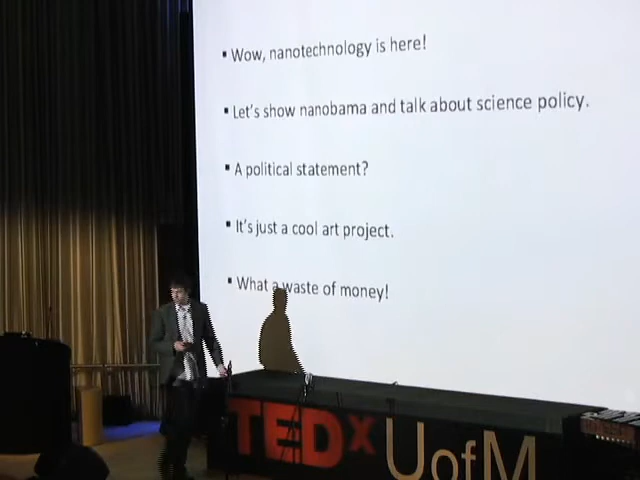 ▪ Wow, nanotechnology is here!
▪ Let's show nanobama and talk about science policy.
▪ A political statement?
▪ It's just a cool art project.
▪ What a waste of money!
TEDx
UofM